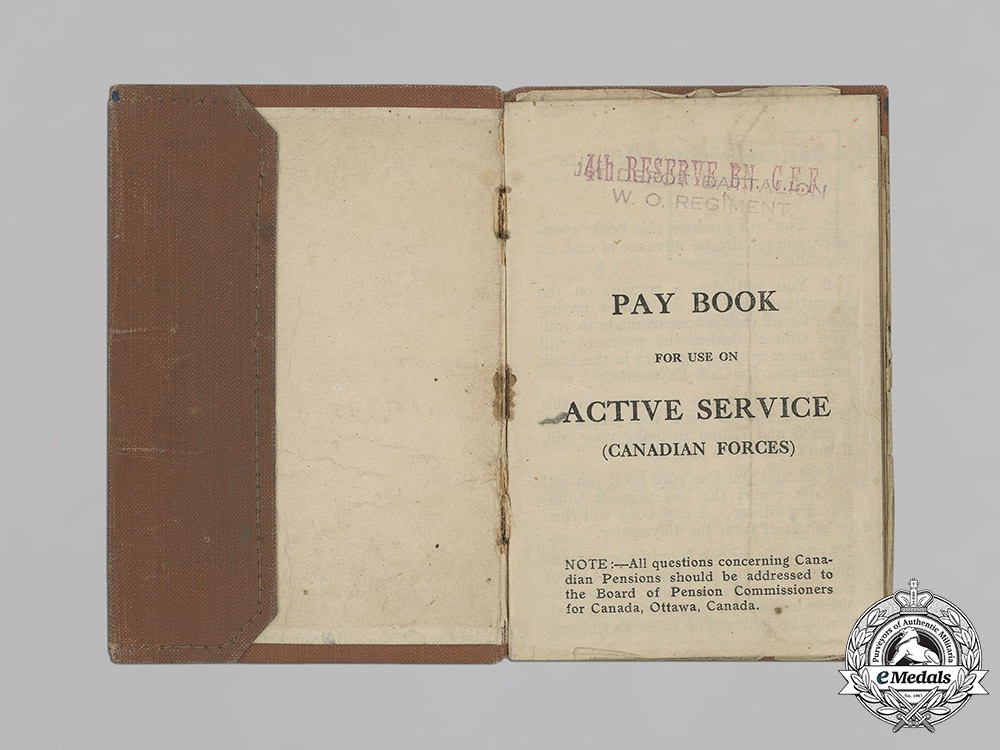 4th RESERVE BN. C.E.F.
BATTALION
W. O. REGIMENT
PAY BOOK
FOR USE ON
ACTIVE SERVICE
(CANADIAN FORCES)
NOTE :—All questions concerning Cana-
dian Pensions should be addressed to
the Board of Pension Commissioners
for Canada, Ottawa, Canada.
Purveyors of Authentic Militaria
eMedals